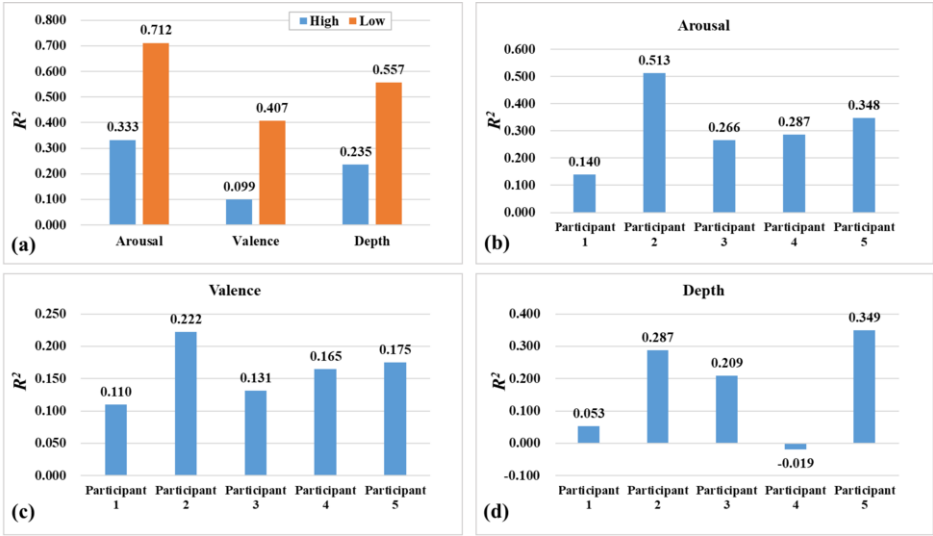 High Low
0.800
0.700
0.600
0.500
0.400
0.300
0.200
0.100
0.000
R²
0.333
0.712
0.099
0.407
0.235
0.557
Arousal Valence Depth
(a)
Arousal
0.600
0.500
0.400
0.300
0.200
0.100
0.000
R²
0.140
0.513
0.266
0.287
0.348
Participant Participant Participant Participant Participant
1 2 3 4 5
(b)
Valence
0.250
0.200
0.150
0.100
0.050
0.000
R²
0.110
0.222
0.131
0.165
0.175
Participant Participant Participant Participant Participant
1 2 3 4 5
(c)
Depth
0.400
0.300
0.200
0.100
0.000
-0.100
R²
0.053
0.287
0.209
-0.019
0.349
Participant Participant Participant Participant Participant
1 2 3 4 5
(d)